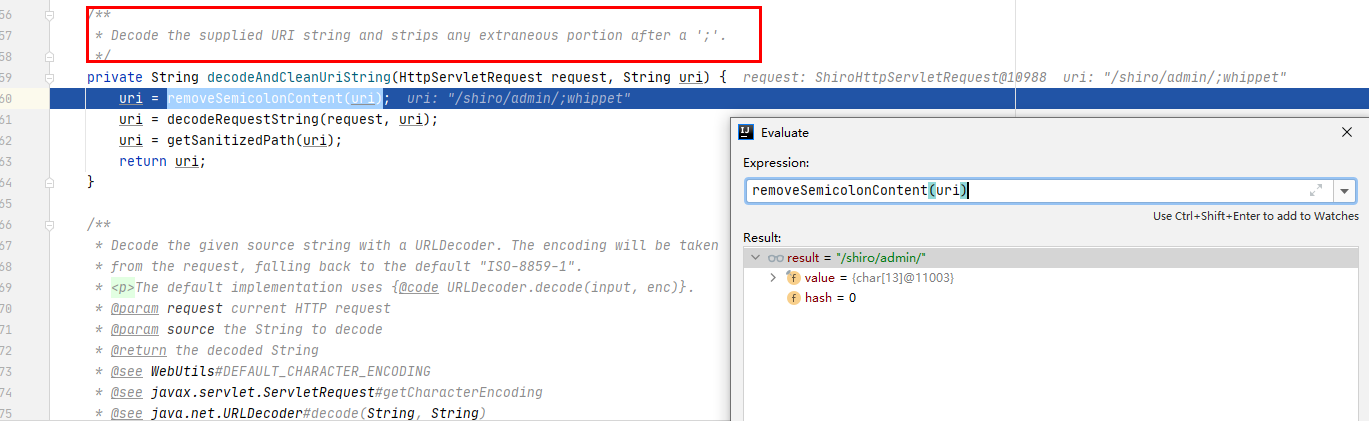 56 /**
57 * Decode the supplied URI string and strips any extraneous portion after a ';'.
58 */
59 private String decodeAndCleanUriString(HttpServletRequest request, String uri) { request: ShiroHttpServletRequest@10988 uri: "/shiro/admin/;whippet"
60 uri = removeSemicolonContent(uri); uri: "/shiro/admin/;whippet"
61 uri = decodeRequestString(request, uri);
62 uri = getSanitizedPath(uri);
63 return uri;
64 }
65
66 /**
67 * Decode the given source string with a URLDecoder. The encoding will be taken
68 * from the request, falling back to the default "ISO-8859-1".
69 * <p>The default implementation uses {@code URLDecoder.decode(input, enc)}.
70 * @param request current HTTP request
71 * @param source the String to decode
72 * @return the decoded String
73 * @see WebUtils#DEFAULT_CHARACTER_ENCODING
74 * @see javax.servlet.ServletRequest#getCharacterEncoding
75 * @see java.net.URLDecoder#decode(String, String)
Evaluate
Expression:
removeSemicolonContent(uri)
Use Ctrl+Shift+Enter to add to Watches
Result:
result = "/shiro/admin/"
value = {char[13]@11003}
hash = 0